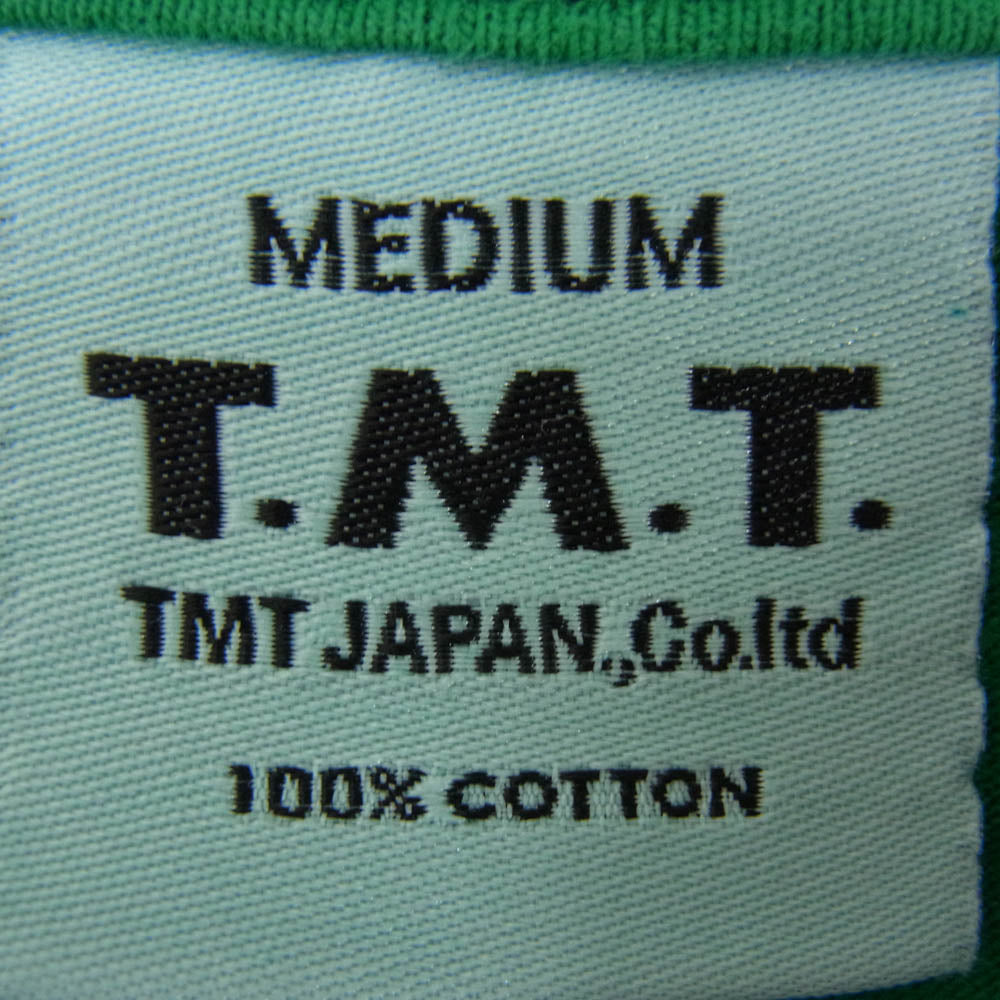 MEDIUM
T.M.T.
TMT JAPAN.,Co.ltd
100% COTTON